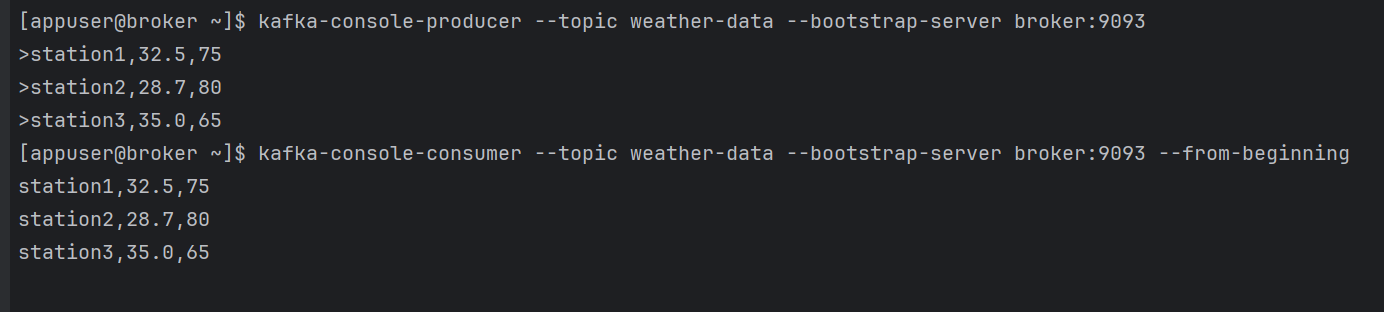 [appuser@broker ~]$ kafka-console-producer --topic weather-data --bootstrap-server broker:9093
>station1,32.5,75
>station2,28.7,80
>station3,35.0,65
[appuser@broker ~]$ kafka-console-consumer --topic weather-data --bootstrap-server broker:9093 --from-beginning
station1,32.5,75
station2,28.7,80
station3,35.0,65